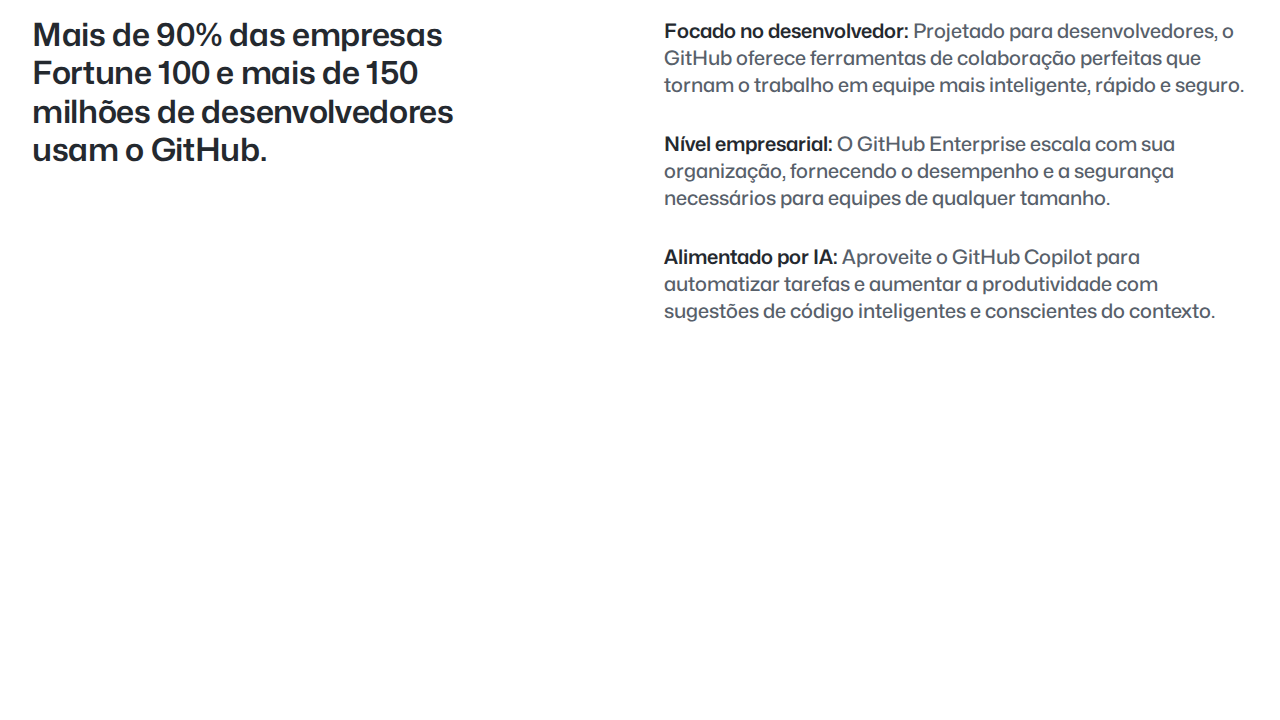 Mais de 90% das empresas
Fortune 100 e mais de 150
milhões de desenvolvedores
usam o GitHub.
Focado no desenvolvedor: Projetado para desenvolvedores, o
GitHub oferece ferramentas de colaboração perfeitas que
tornam o trabalho em equipe mais inteligente, rápido e seguro.
Nível empresarial: O GitHub Enterprise escala com sua
organização, fornecendo o desempenho e a segurança
necessários para equipes de qualquer tamanho.
Alimentado por IA: Aproveite o GitHub Copilot para
automatizar tarefas e aumentar a produtividade com
sugestões de código inteligentes e conscientes do contexto.